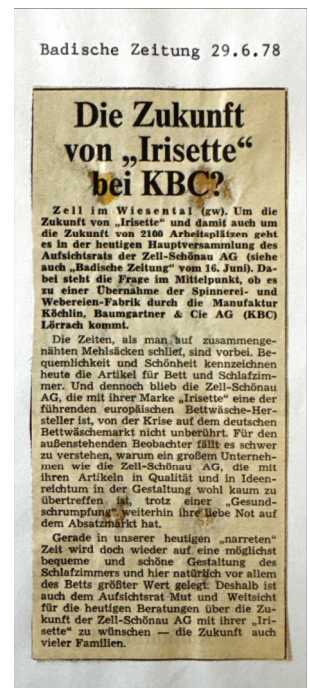 Badische Zeitung 29.6.78
Die Zukunft
von „Irisette“
bei KBC?
Zell im Wiesental (gw). Um die
Zukunft von "Irisette" und damit auch um
die Zukunft von 2100 Arbeitsplätzen geht
es in der heutigen Hauptversammlung des
Aufsichtsrats der Zell-Schönau AG (siehe
auch „Badische Zeitung" vom 16. Juni). Da-
bei steht die Frage im Mittelpunkt, ob es
zu einer Übernahme der Spinnerei- und
Webereien-Fabrik durch die Manufaktur
Köchlin, Baumgartner & Cie AG (KBC)
Lörrach kommt.
Die Zeiten, als man auf zusammenge-
nähten Mehlsäcken schlief, sind vorbei. Be-
quemlichkeit und Schönheit kennzeichnen
heute die Artikel für Bett und Schlafzim-
mer. Und dennoch blieb die Zell-Schönau
AG, die mit ihrer Marke „Irisette" eine der
führenden europäischen Bettwäsche-Her-
steller ist, von der Krise auf dem deutschen
Bettwäschemarkt nicht unberührt. Für den
außenstehenden Beobachter fällt es schwer
zu verstehen, warum ein großem Unterneh-
men wie die Zell-Schönau AG, die mit
ihren Artikeln in Qualität und in Ideen-
reichtum in der Gestaltung wohl kaum zu
übertreffen ist, trotz einer „Gesund-
schrumpfung" weiterhin ihre liebe Not auf
dem Absatzmarkt hat.
Gerade in unserer heutigen „narreten"
Zeit wird doch wieder auf eine möglichst
bequeme und schöne Gestaltung des
Schlafzimmers und hier natürlich vor allem
des Betts größter Wert gelegt. Deshalb ist
auch dem Aufsichtsrat Mut und Weitsicht
für die heutigen Beratungen über die Zu-
kunft der Zell-Schönau AG mit ihrer „Iri-
sette" zu wünschen — die Zukunft auch
vieler Familien.